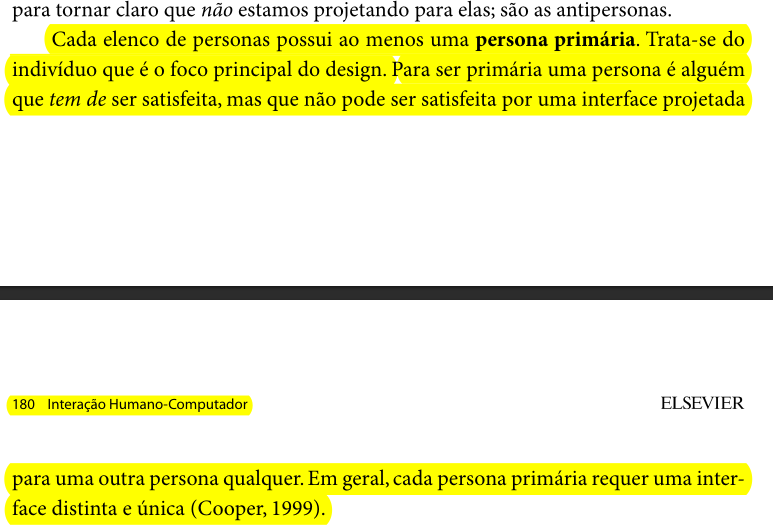 para tornar claro que não estamos projetando para elas; são as antipersonas.
Cada elenco de personas possui ao menos uma persona primária. Trata-se do
indivíduo que é o foco principal do design. Para ser primária uma persona é alguém
que tem de ser satisfeita, mas que não pode ser satisfeita por uma interface projetada
180 Interação Humano-Computador
ELSEVIER
para uma outra persona qualquer. Em geral, cada persona primária requer uma inter-
face distinta e única (Cooper, 1999).